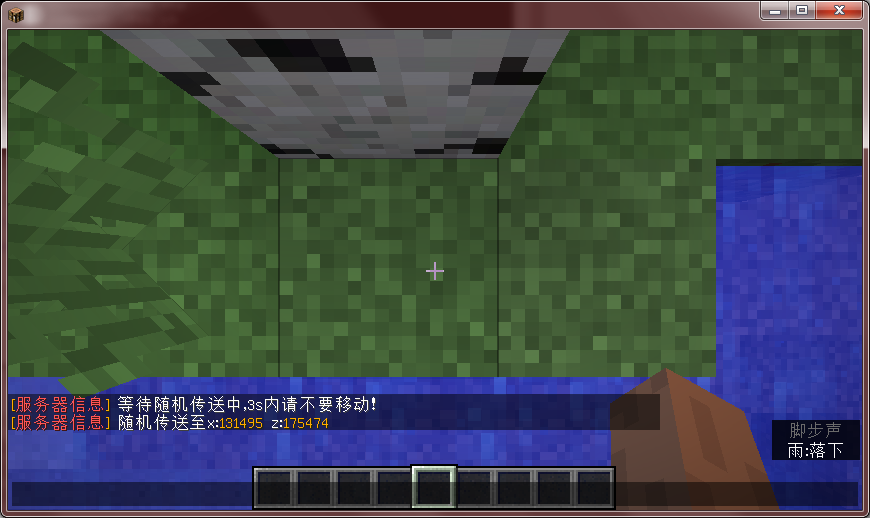 [服务器信息] 等待随机传送中,3s内请不要移动!
[服务器信息] 随机传送至x:131495 z:175474
脚步声
雨:落下